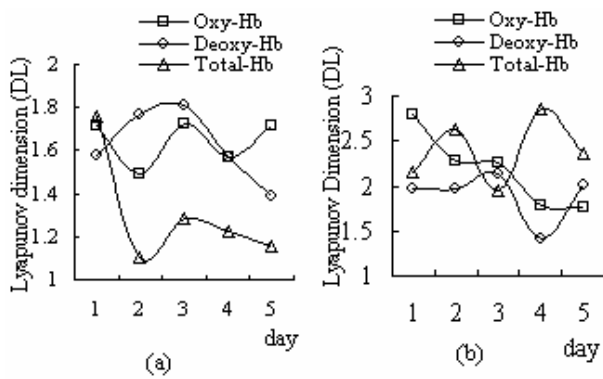 Oxy-Hb
Deoxy-Hb
Total-Hb
Lyapunov dimension (DL)
2
1.8
1.6
1.4
1.2
1
1 2 3 4 5
day
(a)
Oxy-Hb
Deoxy-Hb
Total-Hb
Lyapunov Dimension (DL)
3
2.5
2
1.5
1
1 2 3 4 5
day
(b)